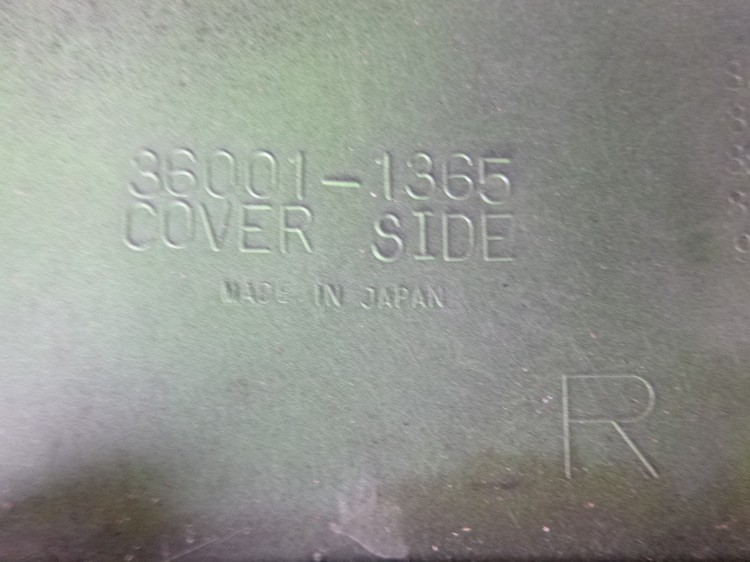 36001-1365
COVER SIDE
MADE IN JAPAN
R